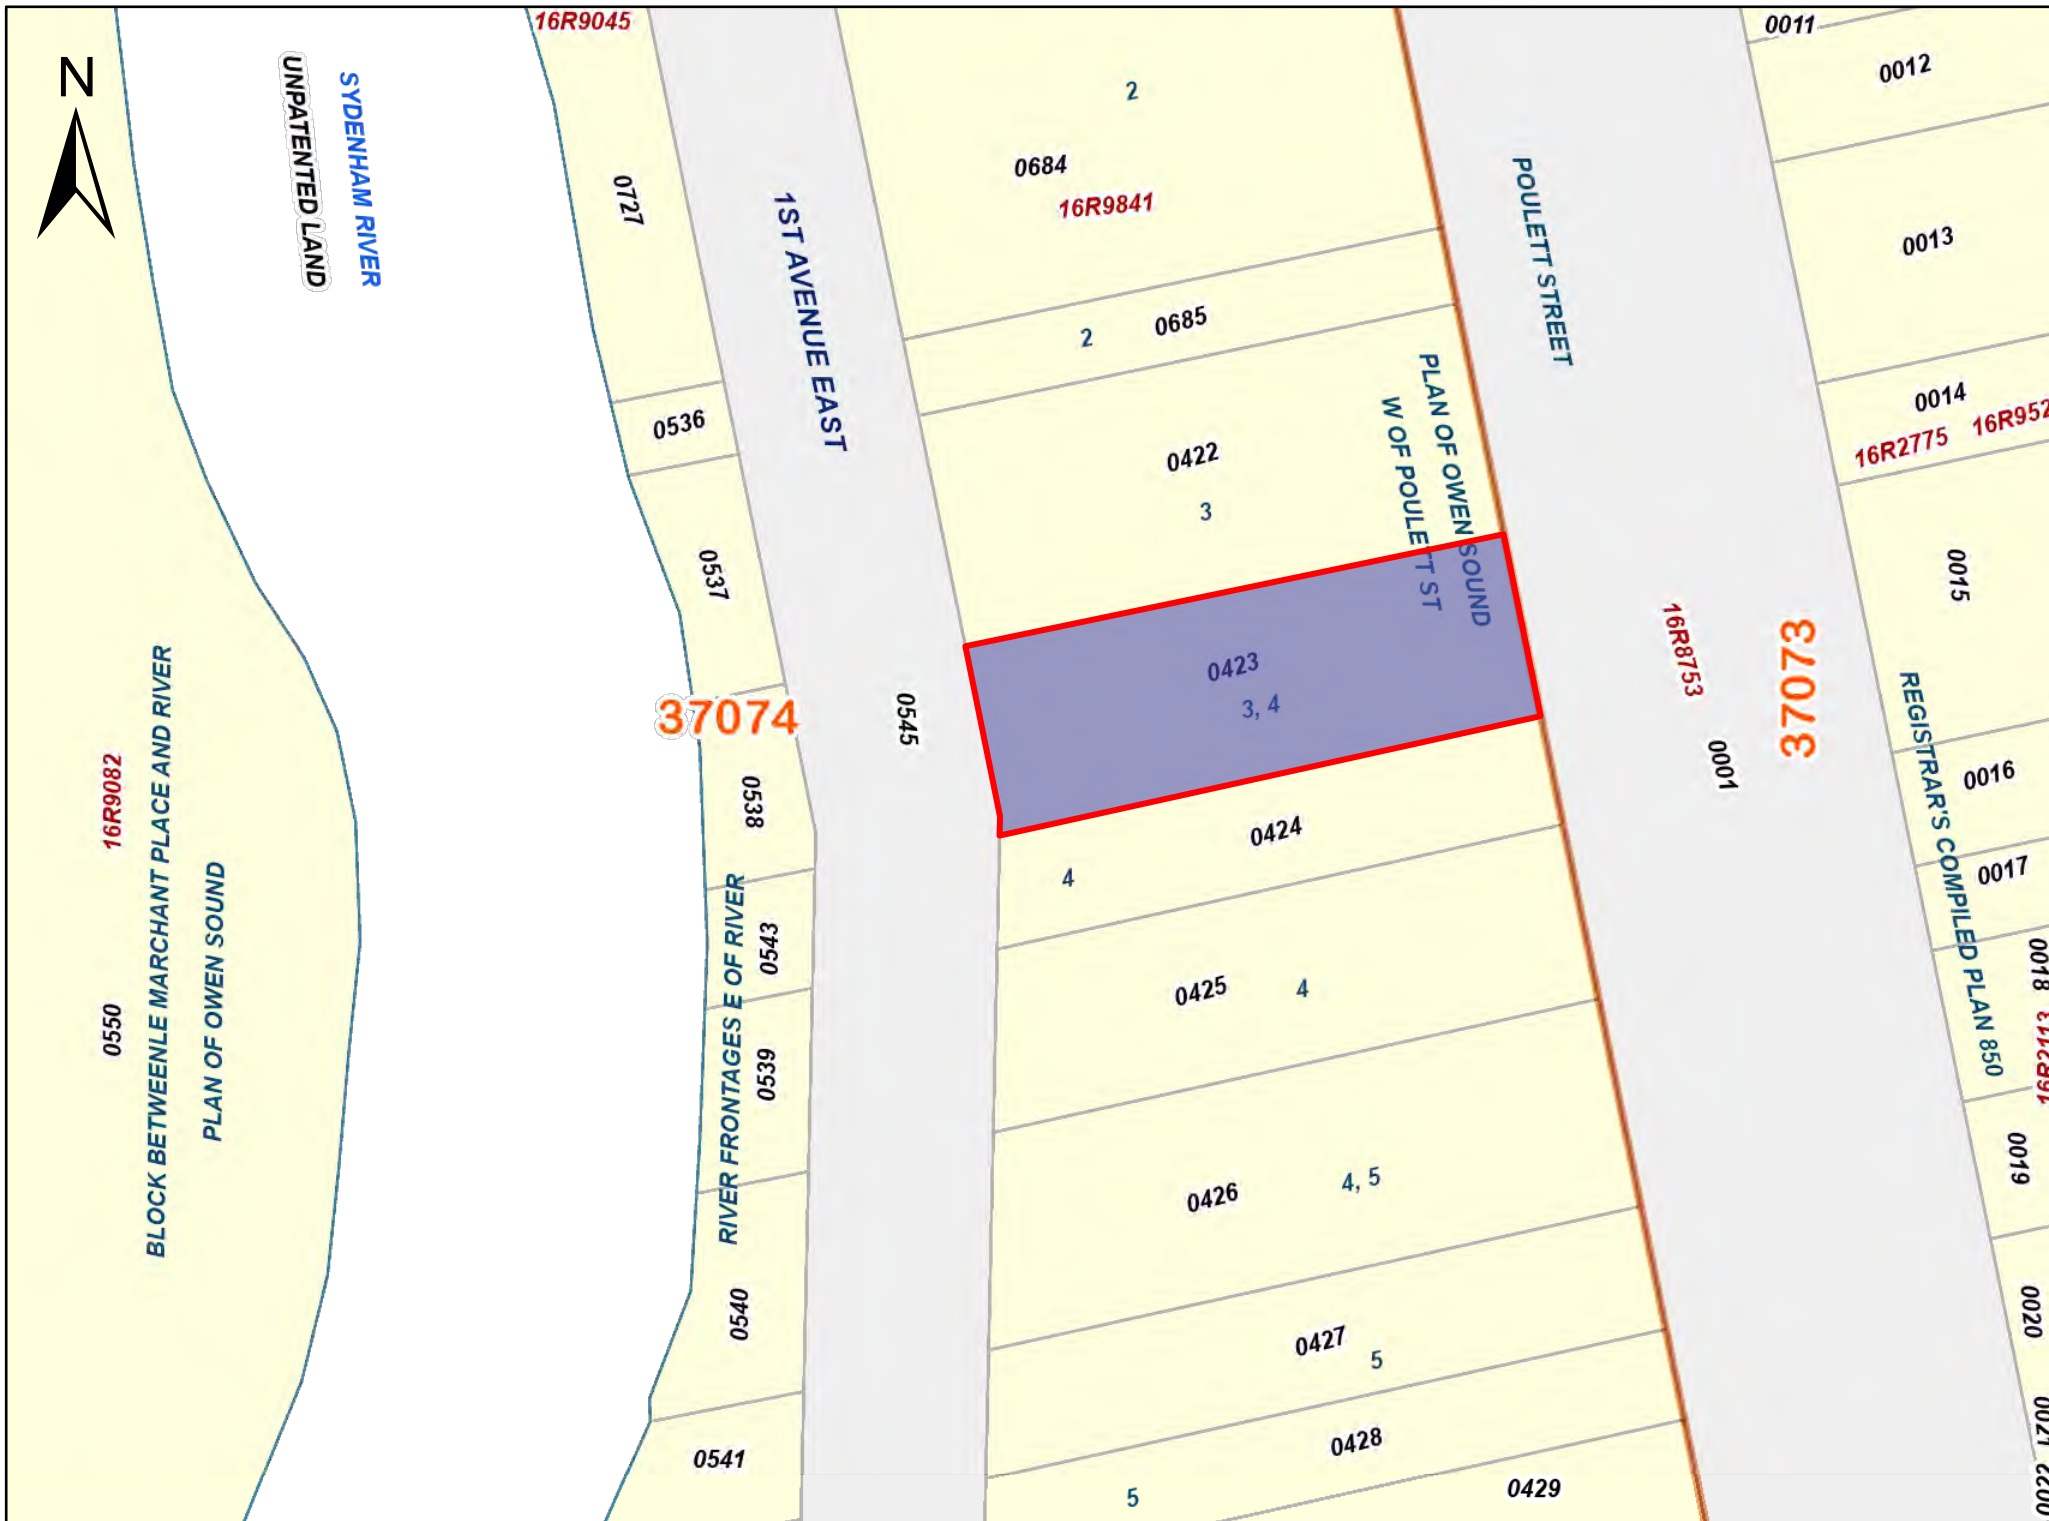 16R9045
0011
N
SYDENHAM RIVER
UNPATENTED LAND
2
0012
0684
16R9841
0727
1ST AVENUE EAST
POULETT STREET
0013
2
0685
0536
PLAN OF OWEN SOUND
W OF POULETT ST
0014
16R2775
16R952
0422
3
0537
0015
0423
3, 4
16R8753
37073
37074
0545
0001
REGISTRAR'S COMPILED PLAN 850
0016
16R9082
BLOCK BETWEENLE MARCHANT PLACE AND RIVER
PLAN OF OWEN SOUND
0550
0538
0424
4
0017
RIVER FRONTAGES E OF RIVER
0543
0425
4
0018
16R2113
0539
0426
4, 5
0019
0540
0427
5
0020
0541
0428
0021
5
0429
0022